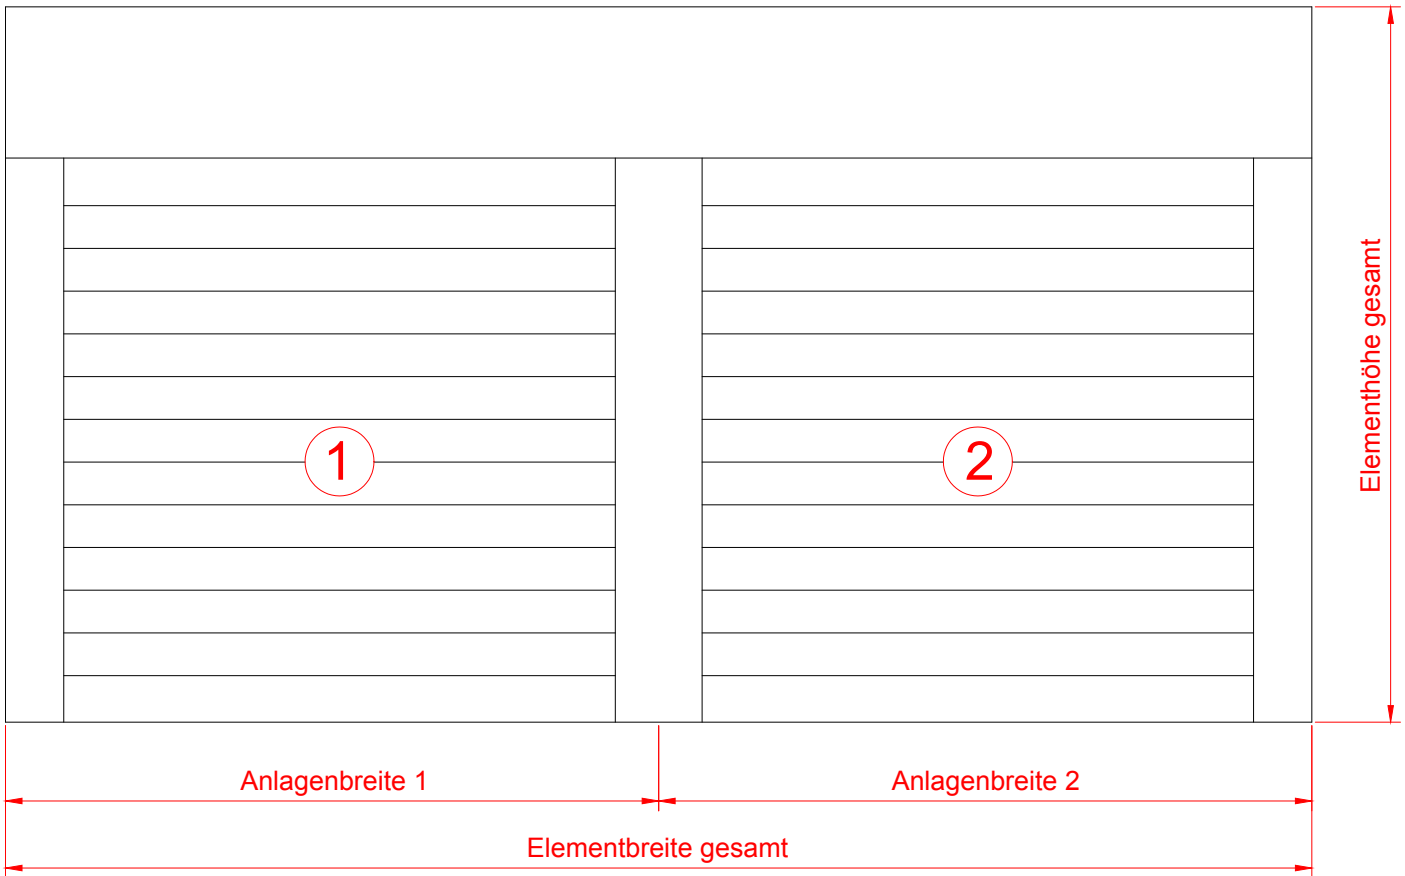 Elementhöhe gesamt
1
2
Anlagenbreite 1
Anlagenbreite 2
Elementbreite gesamt